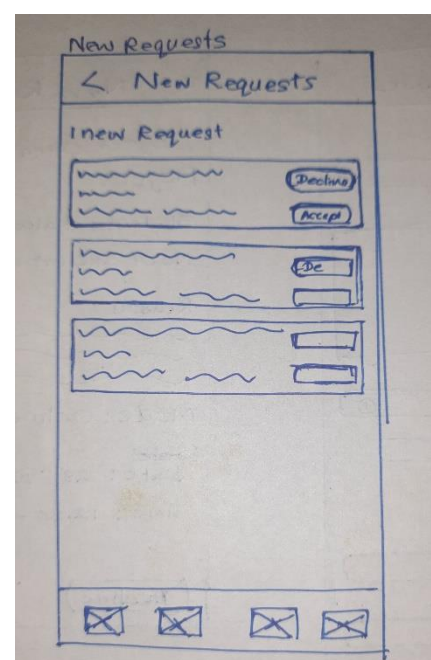 New Requests
< New Requests
1 new Request
Decline
Accept
De